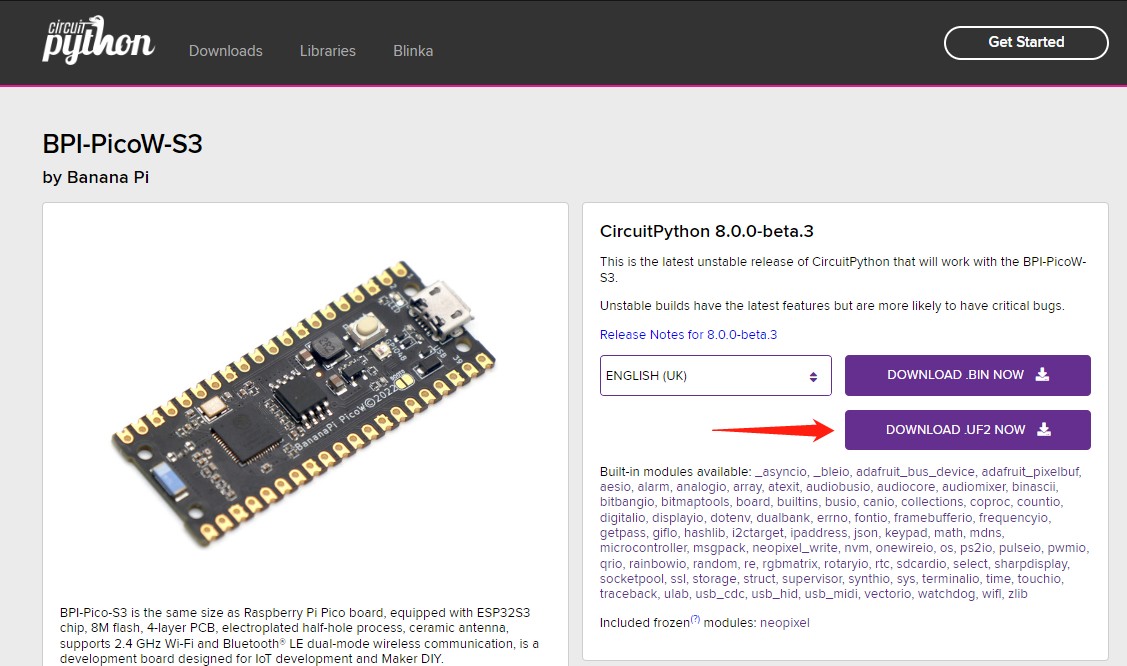 circuit
python
Downloads
Libraries
Blinka
Get Started
BPI-PicoW-S3
by Banana Pi
BananaPi PicoW©2022
GPIO48
USB
39
BPI-Pico-S3 is the same size as Raspberry Pi Pico board, equipped with ESP32S3
chip, 8M flash, 4-layer PCB, electroplated half-hole process, ceramic antenna,
supports 2.4 GHz Wi-Fi and Bluetooth® LE dual-mode wireless communication, is a
development board designed for IoT development and Maker DIY.
CircuitPython 8.0.0-beta.3
This is the latest unstable release of CircuitPython that will work with the BPI-PicoW-
S3.
Unstable builds have the latest features but are more likely to have critical bugs.
Release Notes for 8.0.0-beta.3
ENGLISH (UK)
DOWNLOAD .BIN NOW
DOWNLOAD .UF2 NOW
Built-in modules available: _asyncio, _bleio, adafruit_bus_device, adafruit_pixelbuf,
aesio, alarm, analogio, array, atexit, audiobusio, audiocore, audiomixer, binascii,
bitbangio, bitmaptools, board, builtins, busio, canio, collections, coproc, countio,
digitalio, displayio, dotenv, dualbank, errno, fontio, framebufferio, frequencyio,
getpass, gifio, hashlib, i2ctarget, ipaddress, json, keypad, math, mdns,
microcontroller, msgpack, neopixel_write, nvm, onewireio, os, ps2io, pulseio, pwmio,
qrio, rainbowio, random, re, rgbmatrix, rotaryio, rtc, sdcardio, select, sharpdisplay,
socketpool, ssl, storage, struct, supervisor, synthio, sys, terminalio, time, touchio,
traceback, ulab, usb_cdc, usb_hid, usb_midi, vectorio, watchdog, wifi, zlib
Included frozen(?) modules: neopixel